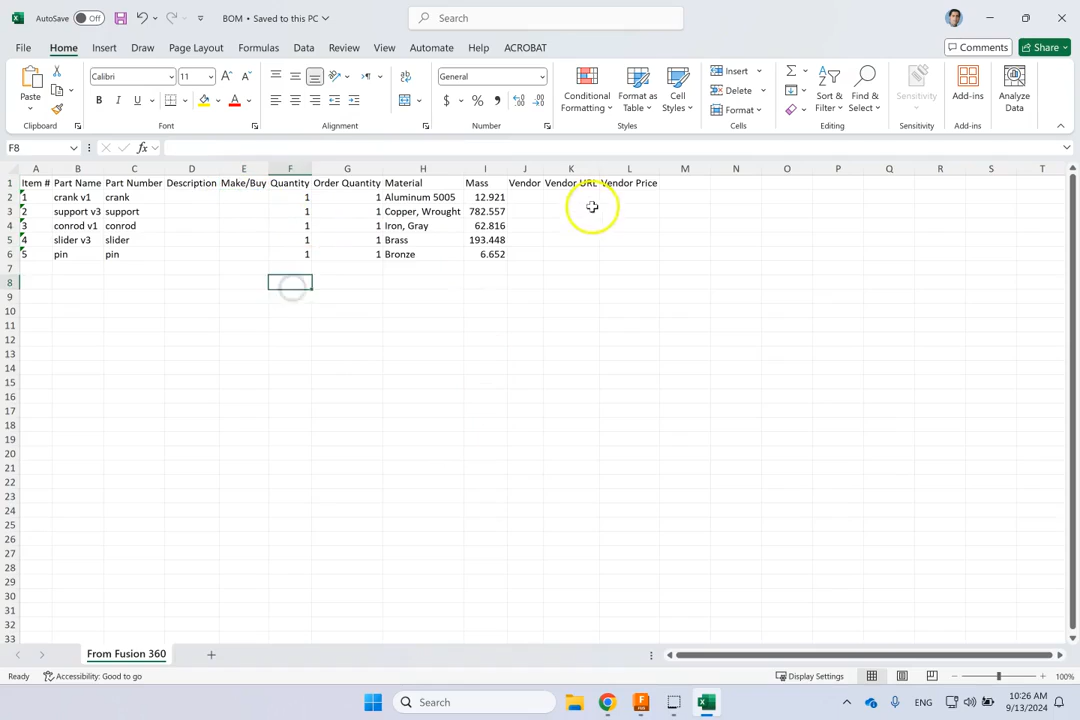 AutoSave Off BOM • Saved to this PC Search
File Home Insert Draw Page Layout Formulas Data Review View Automate Help ACROBAT Comments Share
Paste Calibri 11 General Conditional Formatting Format as Table Cell Styles Insert Delete Format Sort & Filter Find & Select Sensitivity Add-ins Analyze Data
Clipboard Font Alignment Number Styles Cells Editing Sensitivity Add-ins
F8 fx
A B C D E F G H I J K L M N O P Q R S T
1 Item # Part Name Part Number Description Make/Buy Quantity Order Quantity Material Mass Vendor Vendor URL Vendor Price
2 1 crank v1 crank 1 1 Aluminum 5005 12.921
3 2 support v3 support 1 1 Copper, Wrought 782.557
4 3 conrod v1 conrod 1 1 Iron, Gray 62.816
5 4 slider v3 slider 1 1 Brass 193.448
6 5 pin pin 1 1 Bronze 6.652
7
8
9
10
11
12
13
14
15
16
17
18
19
20
21
22
23
24
25
26
27
28
29
30
31
32
33
From Fusion 360
Ready Accessibility: Good to go Display Settings 100%
Search ENG 10:26 AM
9/13/2024